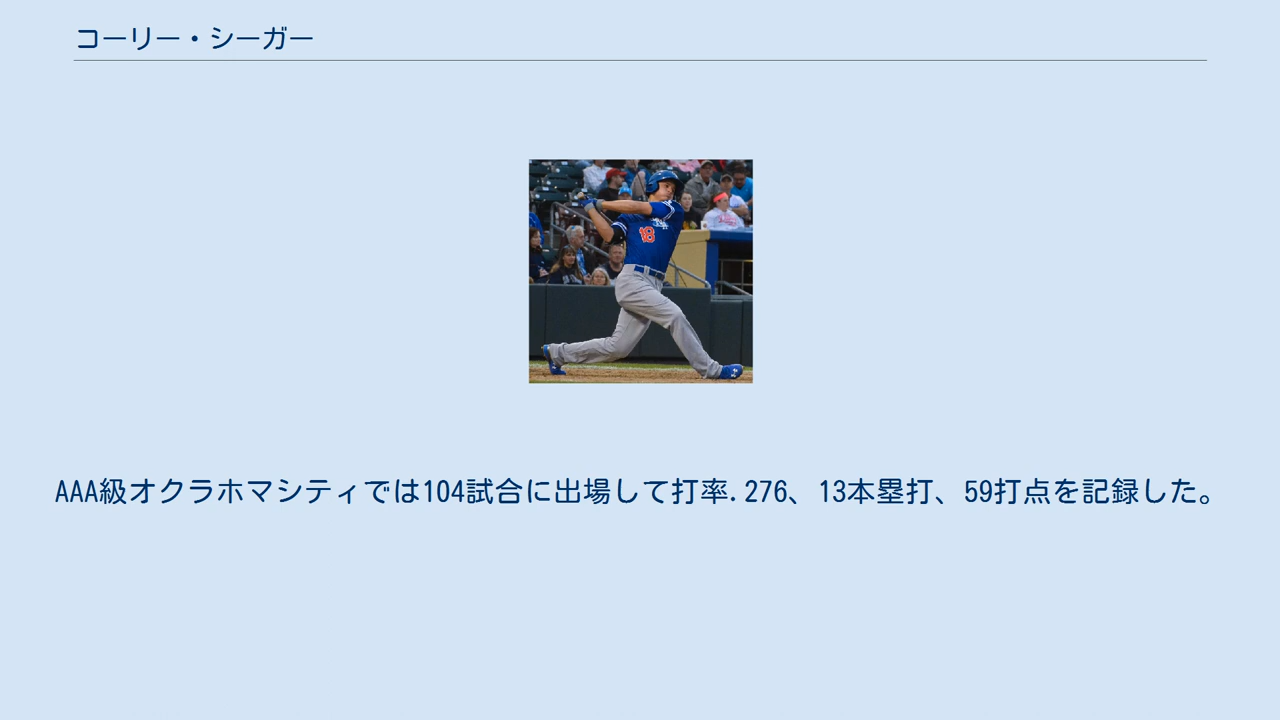 コーリー・シーガー
18
AAA級オクラホマシティでは104試合に出場して打率.276、13本塁打、59打点を記録した。